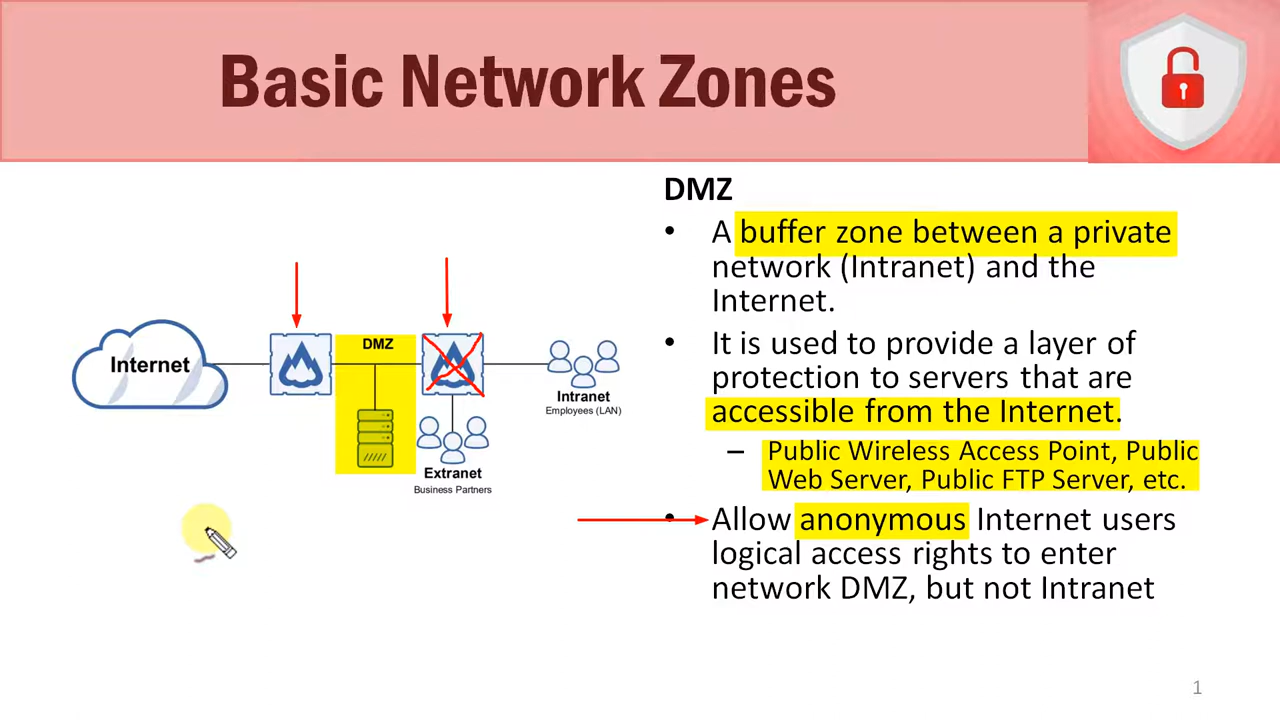 Basic Network Zones
Internet
DMZ
Intranet
Employees (LAN)
Extranet
Business Partners
DMZ
• A buffer zone between a private
network (Intranet) and the
Internet.
• It is used to provide a layer of
protection to servers that are
accessible from the Internet.
– Public Wireless Access Point, Public
Web Server, Public FTP Server, etc.
• Allow anonymous Internet users
logical access rights to enter
network DMZ, but not Intranet
1